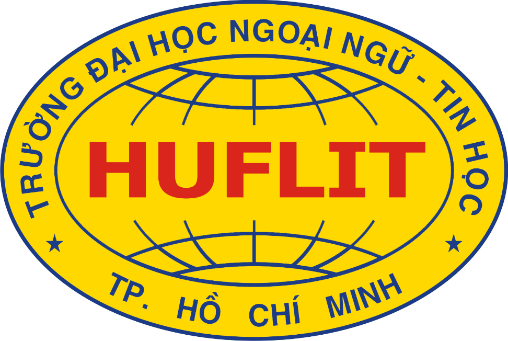 TRƯỜNG ĐẠI HỌC NGOẠI NGỮ - TIN HỌC
HUFLIT
TP. HỒ CHÍ MINH